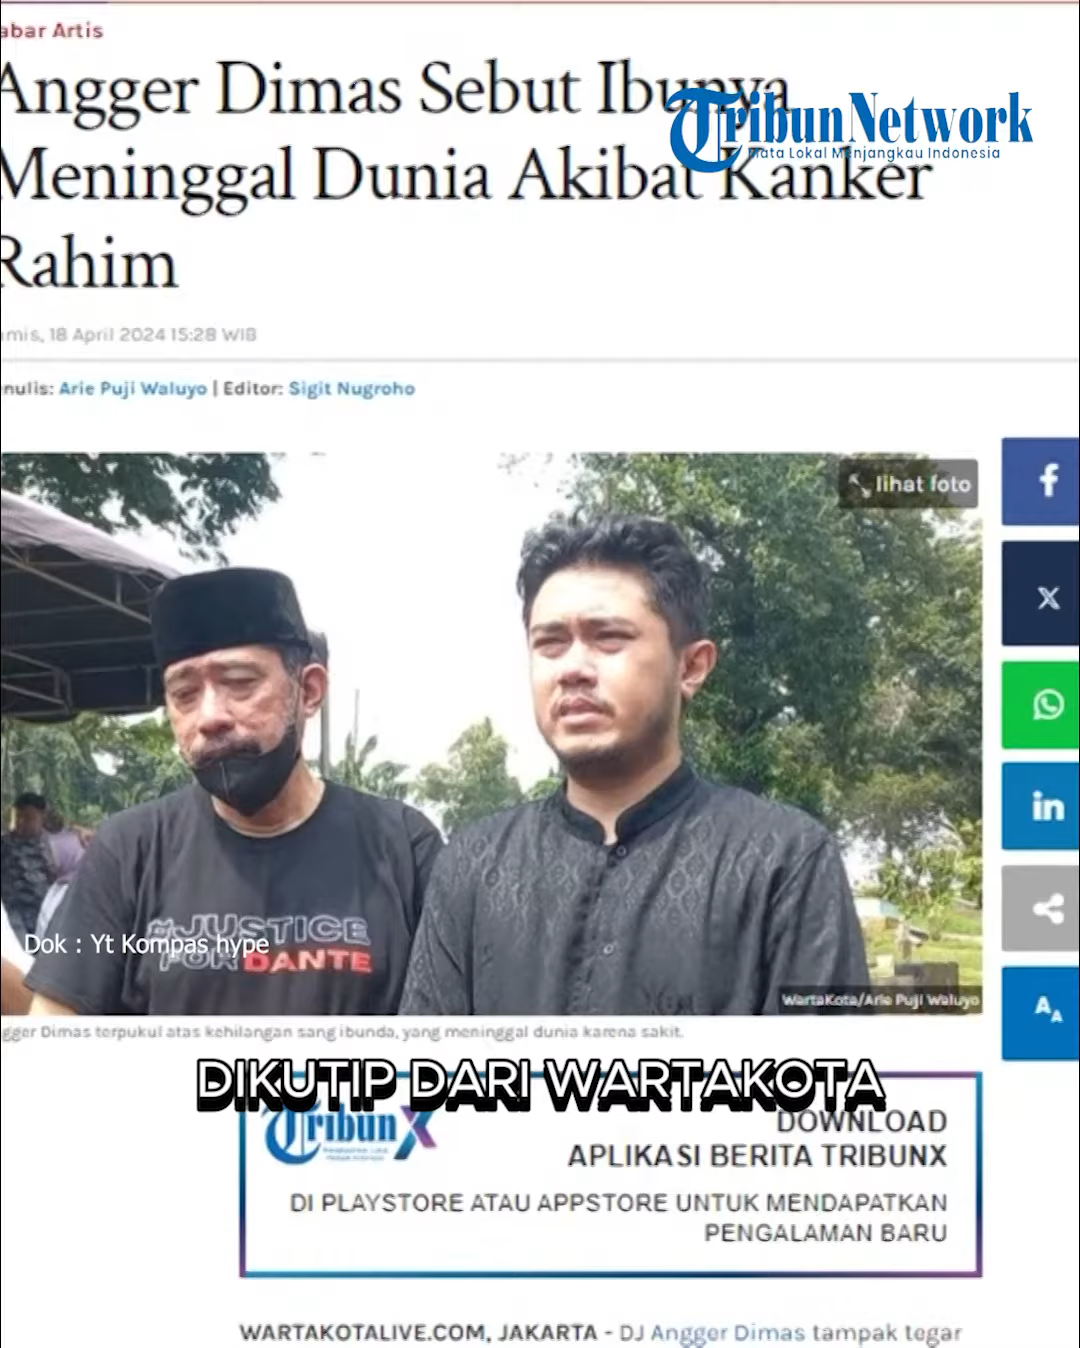 abar Artis
Angger Dimas Sebut Ibunya
TribunNetwork
Mata Lokal Menjangkau Indonesia
Meninggal Dunia Akibat Kanker
Rahim
amis, 18 April 2024 15:28 WIB
nulis: Arie Puji Waluyo | Editor: Sigit Nugroho
lihat foto
f
X
in
#JUSTICE
FOR DANTE
Dok : Yt Kompas hype
WartaKota/Arie Puji Waluyo
AA
gger Dimas terpukul atas kehilangan sang ibunda, yang meninggal dunia karena sakit.
DIKUTIP DARI WARTAKOTA
TribunX
DOWNLOAD
APLIKASI BERITA TRIBUNX
DI PLAYSTORE ATAU APPSTORE UNTUK MENDAPATKAN
PENGALAMAN BARU
WARTAKOTALIVE.COM, JAKARTA - DJ Angger Dimas tampak tegar